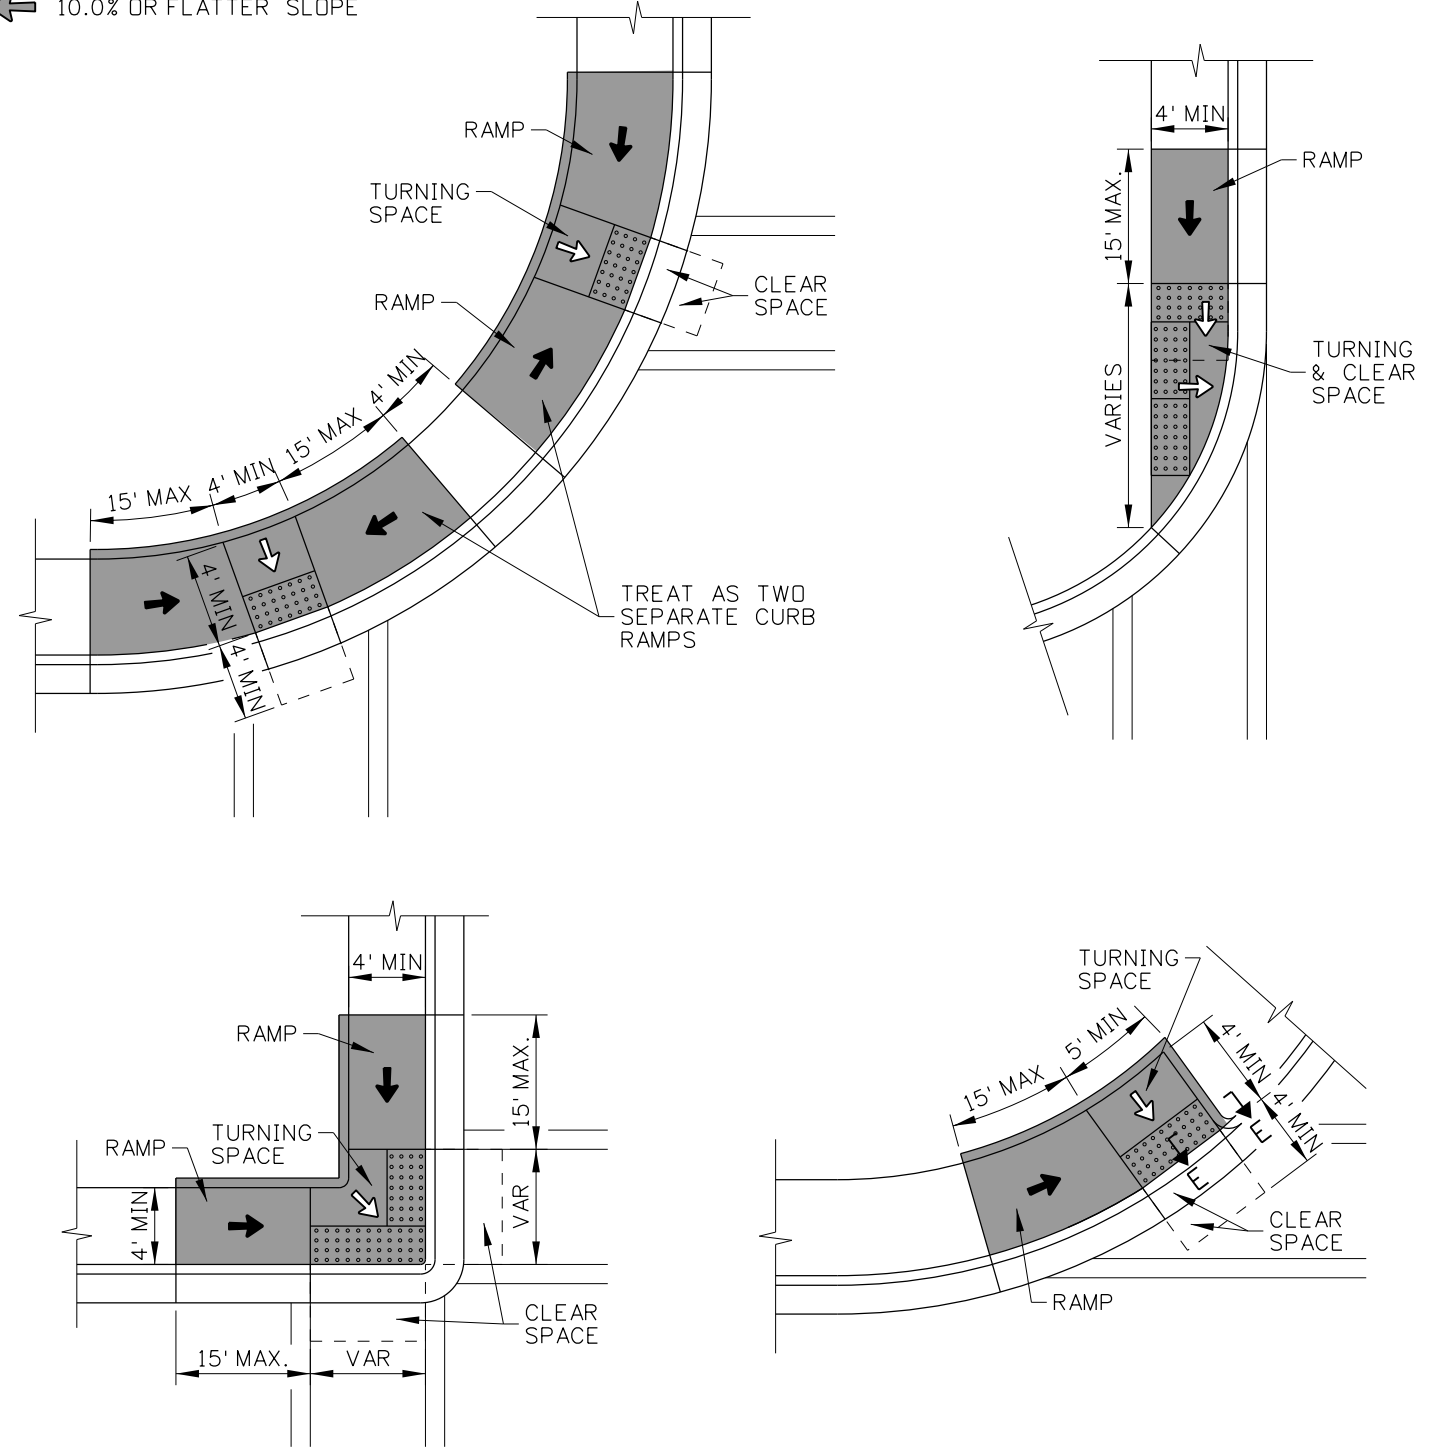 10.0% OR FLATTER SLOPE
RAMP
TURNING
SPACE
RAMP
CLEAR
SPACE
15' MAX
4' MIN
15' MAX
4' MIN
4' MIN
4' MIN
TREAT AS TWO
SEPARATE CURB
RAMPS
4' MIN
RAMP
15' MAX.
VARIES
TURNING
& CLEAR
SPACE
4' MIN
RAMP
15' MAX.
RAMP
TURNING
SPACE
4' MIN
VAR
CLEAR
SPACE
15' MAX.
VAR
TURNING
SPACE
15' MAX
5' MIN
4' MIN
4' MIN
E
E
CLEAR
SPACE
RAMP